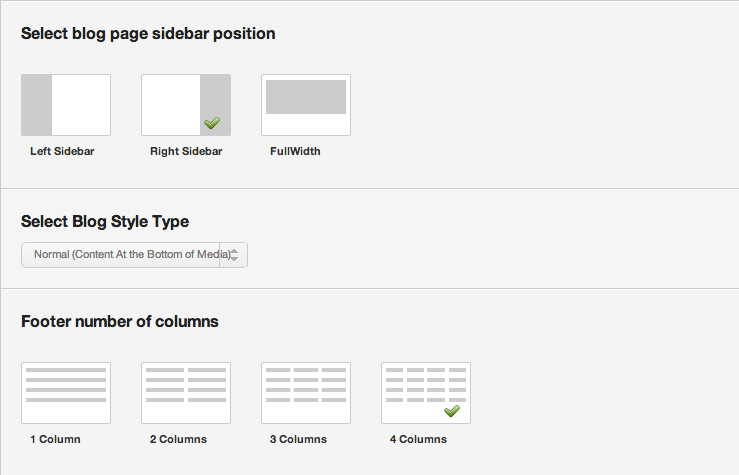 Select blog page sidebar position
Left Sidebar
Right Sidebar
FullWidth
Select Blog Style Type
Normal (Content At the Bottom of Media)
Footer number of columns
1 Column
2 Columns
3 Columns
4 Columns